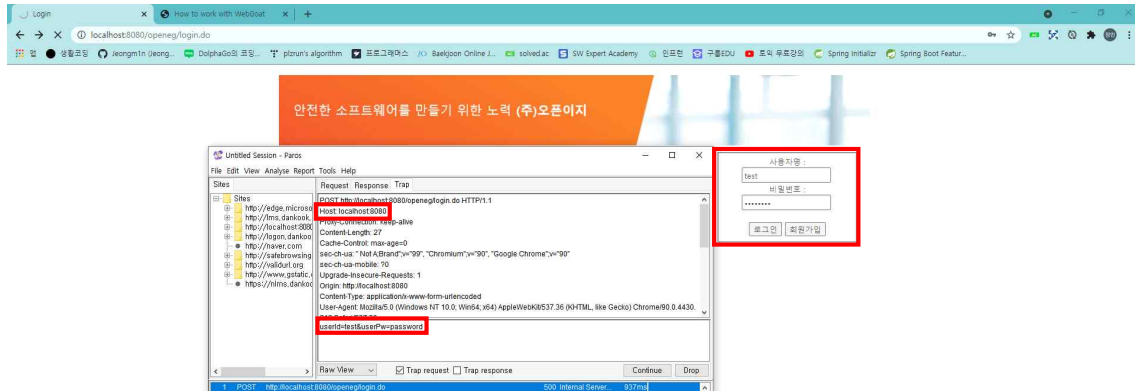 Login
How to work with WebGoat
localhost:8080/openeg/login.do
앱
생활코딩
Jeongm1n (Jeong...
DolphaGo의 코딩...
plzrun's algorithm
프로그래머스
Baekjoon Online J...
solved.ac
SW Expert Academy
인프런
구름EDU
토익 무료강의
Spring Initializr
Spring Boot Featur...
안전한 소프트웨어를 만들기 위한 노력 (주)오픈이지
사용자명 :
test
비밀번호 :
로그인
회원가입
Untitled Session - Paros
File Edit View Analyse Report Tools Help
Sites
Request Response Trap
Sites
http://edge.microso
http://lms.dankook.
http://localhost:808
http://logon.dankoo
http://naver.com
http://safebrowsing
http://validurl.org
http://www.gstatic.c
https://nlms.dankoo
POST http://localhost:8080/openeg/login.do HTTP/1.1
Host: localhost:8080
Proxy-Connection: keep-alive
Content-Length: 27
Cache-Control: max-age=0
sec-ch-ua: " Not A;Brand";v="99", "Chromium";v="90", "Google Chrome";v="90"
sec-ch-ua-mobile: ?0
Upgrade-Insecure-Requests: 1
Origin: http://localhost:8080
Content-Type: application/x-www-form-urlencoded
User-Agent: Mozilla/5.0 (Windows NT 10.0; Win64; x64) AppleWebKit/537.36 (KHTML, like Gecko) Chrome/90.0.4430.
userId=test&userPw=password
Raw View
Trap request
Trap response
Continue
Drop
1 POST http://localhost:8080/openeg/login.do 500 Internal Server... 937ms